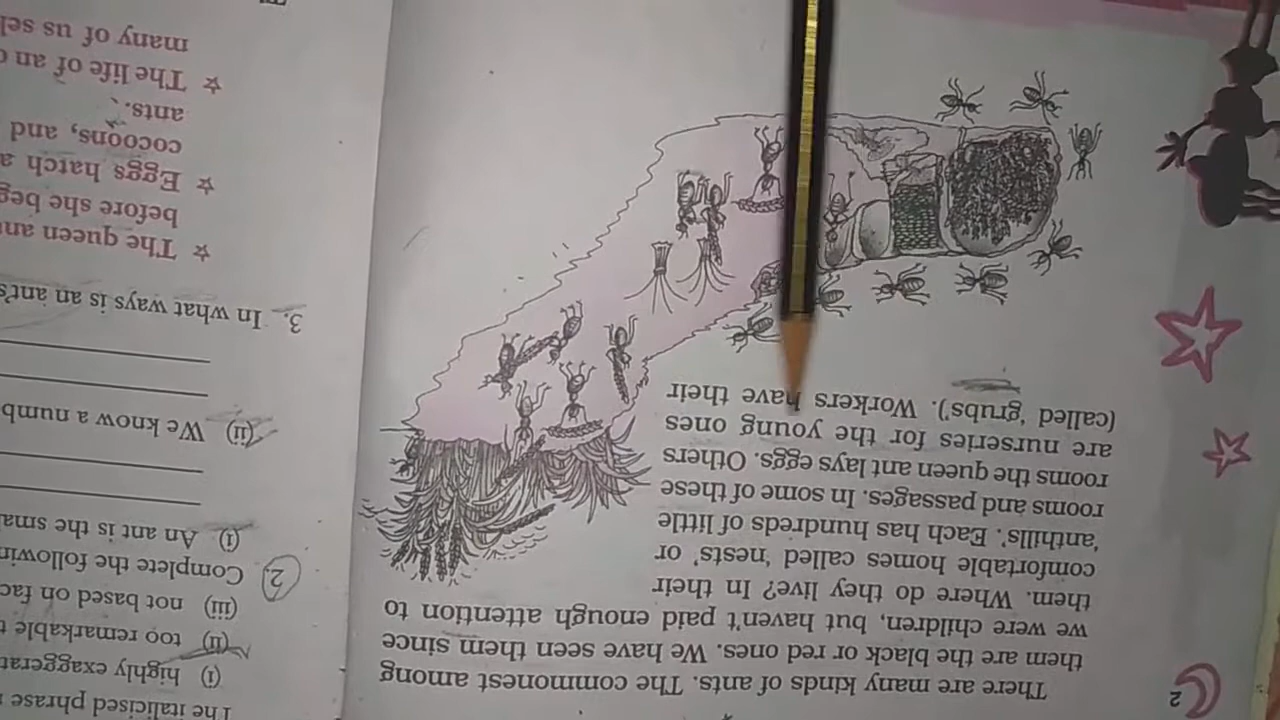 2
There are many kinds of ants. The commonest among
them are the black or red ones. We have seen them since
we were children, but haven't paid enough attention to
them. Where do they live? In their
comfortable homes called 'nests' or
'anthills'. Each has hundreds of little
rooms and passages. In some of these
rooms the queen ant lays eggs. Others
are nurseries for the young ones
(called 'grubs'). Workers have their
The italicised phrase
(i) highly exaggerat
(ii) too remarkable
(iii) not based on fac
2. Complete the followin
(i) An ant is the sma
(ii) We know a numb
3. In what ways is an ant's
☆ The queen an
before she beg
☆ Eggs hatch a
cocoons, and
ants.
☆ The life of an
many of us sel